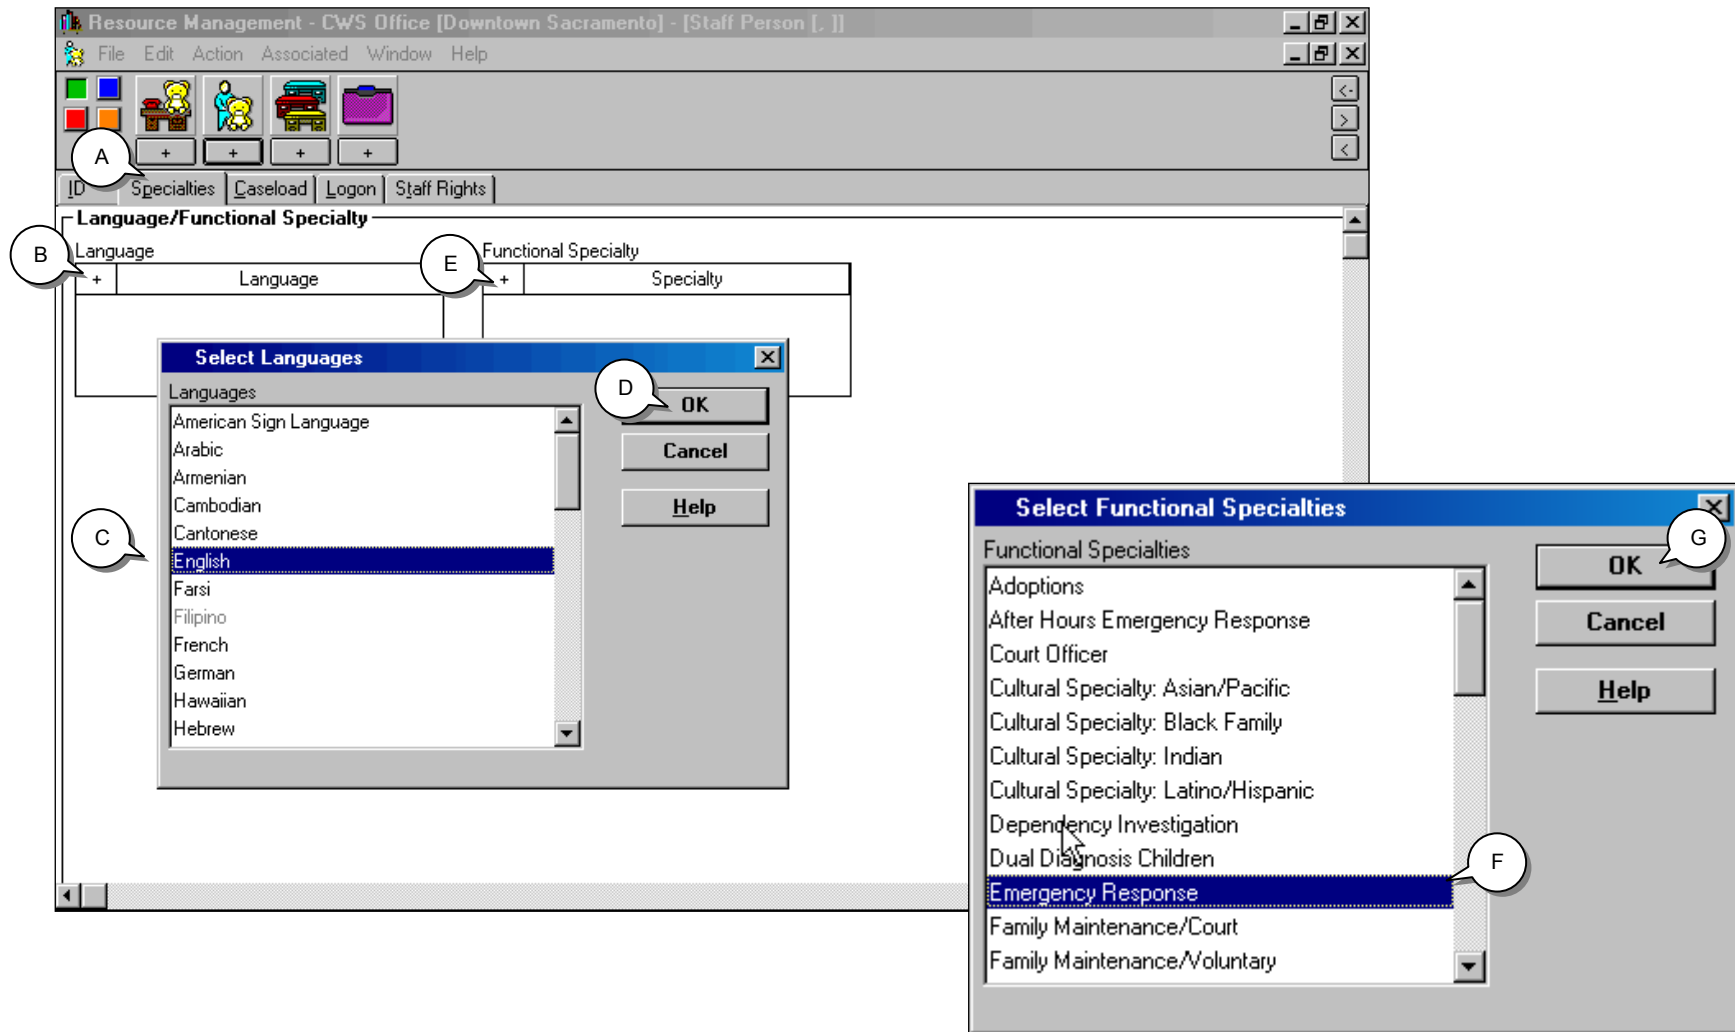 Resource Management - CWS Office [Downtown Sacramento] - [Staff Person [, ]]
File Edit Action Associated Window Help
<-
>
<
+ + + +
A
ID Specialties Caseload Logon Staff Rights
Language/Functional Specialty
B
Language
E
Functional Specialty
+ Language
+ Specialty
Select Languages
Languages
American Sign Language
Arabic
Armenian
Cambodian
Cantonese
C
English
Farsi
Filipino
French
German
Hawaiian
Hebrew
D
OK
Cancel
Help
Select Functional Specialties
Functional Specialties
Adoptions
After Hours Emergency Response
Court Officer
Cultural Specialty: Asian/Pacific
Cultural Specialty: Black Family
Cultural Specialty: Indian
Cultural Specialty: Latino/Hispanic
Dependency Investigation
Dual Diagnosis Children
Emergency Response
F
Family Maintenance/Court
Family Maintenance/Voluntary
G
OK
Cancel
Help